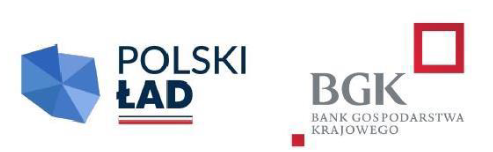 POLSKI
ŁAD
BGK
BANK GOSPODARSTWA
KRAJOWEGO